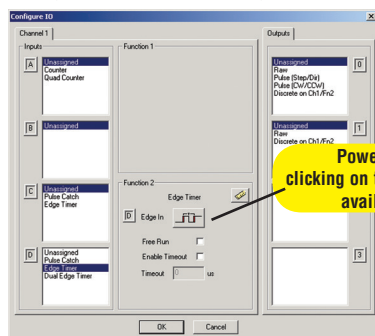 Configure IO
Channel 1
Inputs
A
Unassigned
Counter
Quad Counter
B
Unassigned
C
Unassigned
Pulse Catch
Edge Timer
D
Unassigned
Pulse Catch
Edge Timer
Dual Edge Timer
Function 1
Function 2
Edge Timer
D
Edge In
Free Run
Enable Timeout
Timeout
0
us
Outputs
Unassigned
Raw
Pulse (Step/Dir)
Pulse (CW/CCW)
Discrete on Ch1/Fn2
0
Unassigned
Raw
Discrete on Ch1/Fn2
1
3
clicking on
avail
OK
Cancel